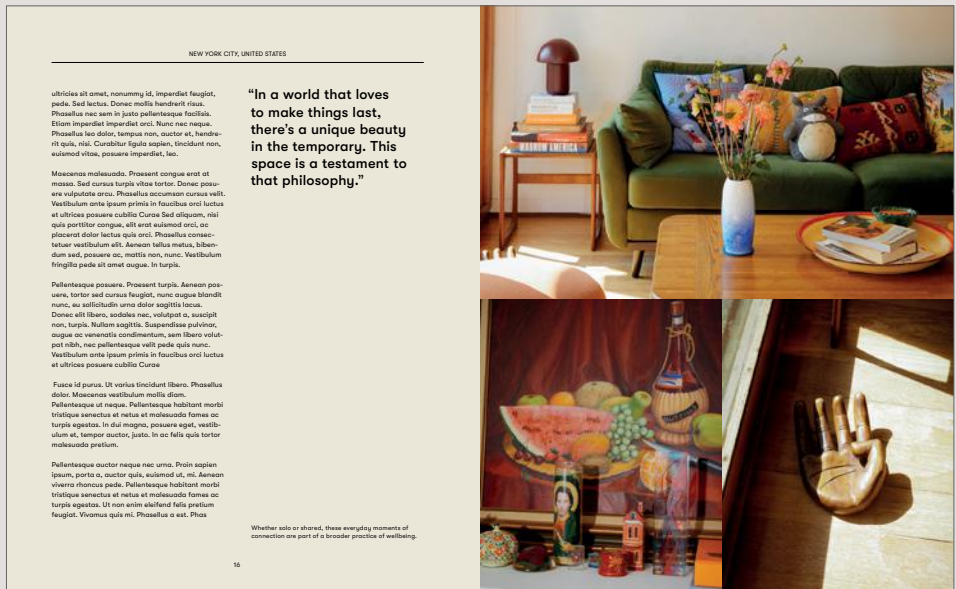 NEW YORK CITY, UNITED STATES
ultricies sit amet, nonummy id, imperdiet feugiat,
pede. Sed lectus. Donec mollis hendrerit risus.
Phasellus nec sem in justo pellentesque facilisis.
Etiam imperdiet imperdiet orci. Nunc nec neque.
Phasellus leo dolor, tempus non, auctor et, hendre-
rit quis, nisi. Curabitur ligula sapien, tincidunt non,
euismod vitae, posuere imperdiet, leo.
Maecenas malesuada. Praesent congue erat at
massa. Sed cursus turpis vitae tortor. Donec posu-
ere vulputate arcu. Phasellus accumsan cursus velit.
Vestibulum ante ipsum primis in faucibus orci luctus
et ultrices posuere cubilia Curae Sed aliquam, nisi
quis porttitor congue, elit erat euismod orci, ac
placerat dolor lectus quis orci. Phasellus consec-
tetuer vestibulum elit. Aenean tellus metus, biben-
dum sed, posuere ac, mattis non, nunc. Vestibulum
fringilla pede sit amet augue. In turpis.
Pellentesque posuere. Praesent turpis. Aenean pos-
uere, tortor sed cursus feugiat, nunc augue blandit
nunc, eu sollicitudin urna dolor sagittis lacus.
Donec elit libero, sodales nec, volutpat a, suscipit
non, turpis. Nullam sagittis. Suspendisse pulvinar,
augue ac venenatis condimentum, sem libero volut-
pat nibh, nec pellentesque velit pede quis nunc.
Vestibulum ante ipsum primis in faucibus orci luctus
et ultrices posuere cubilia Curae
Fusce id purus. Ut varius tincidunt libero. Phasellus
dolor. Maecenas vestibulum mollis diam.
Pellentesque ut neque. Pellentesque habitant morbi
tristique senectus et netus et malesuada fames ac
turpis egestas. In dui magna, posuere eget, vestib-
ulum et, tempor auctor, justo. In ac felis quis tortor
malesuada pretium.
Pellentesque auctor neque nec urna. Proin sapien
ipsum, porta a, auctor quis, euismod ut, mi. Aenean
viverra rhoncus pede. Pellentesque habitant morbi
tristique senectus et netus et malesuada fames ac
turpis egestas. Ut non enim eleifend felis pretium
feugiat. Vivamus quis mi. Phasellus a est. Phas
“In a world that loves
to make things last,
there’s a unique beauty
in the temporary. This
space is a testament to
that philosophy.”
Whether solo or shared, these everyday moments of
connection are part of a broader practice of wellbeing.
16
AMERICA